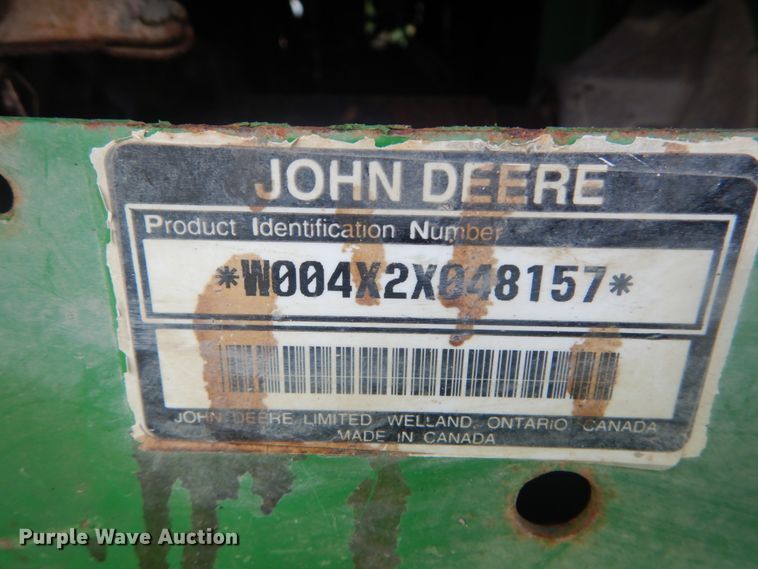 JOHN DEERE
Product Identification Number
*W004X2X048157*
JOHN DEERE LIMITED WELLAND, ONTARIO CANADA
MADE IN CANADA
Purple Wave Auction®